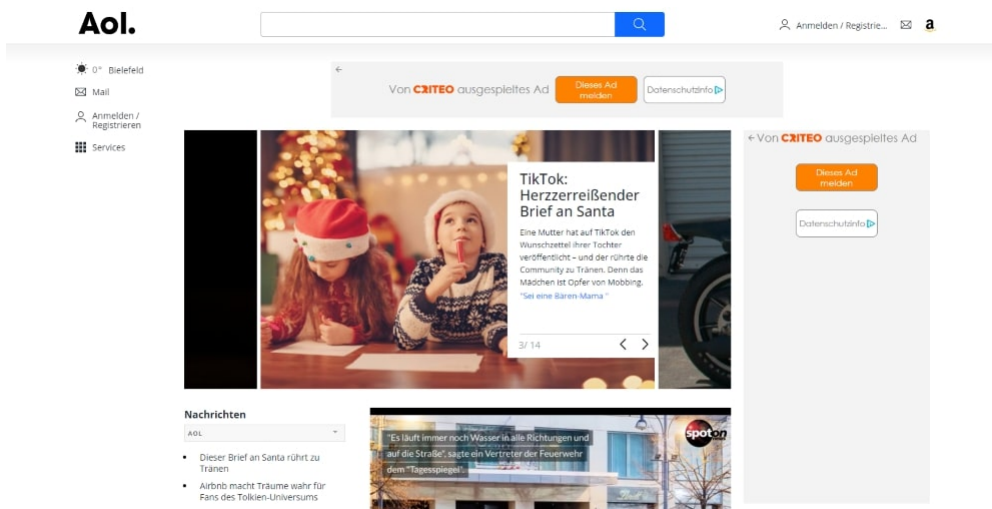 Aol.
Anmelden / Registrie...
a
0° Bielefeld
Mail
Anmelden /
Registrieren
Services
Von CRITEO ausgespieltes Ad
Dieses Ad
melden
Datenschutzinfo
Von CRITEO ausgespieltes Ad
Dieses Ad
melden
Datenschutzinfo
TikTok:
Herzzerreißender
Brief an Santa
Eine Mutter hat auf TikTok den
Wunschzettel ihrer Tochter
veröffentlicht – und der rührte die
Community zu Tränen. Denn das
Mädchen ist Opfer von Mobbing.
"Sei eine Bären-Mama "
3/ 14
Nachrichten
AOL
Dieser Brief an Santa rührt zu
Tränen
Airbnb macht Träume wahr für
Fans des Tolkien-Universums
"Es läuft immer noch Wasser in alle Richtungen und
auf die Straße", sagte ein Vertreter der Feuerwehr
dem "Tagesspiegel".
spot on